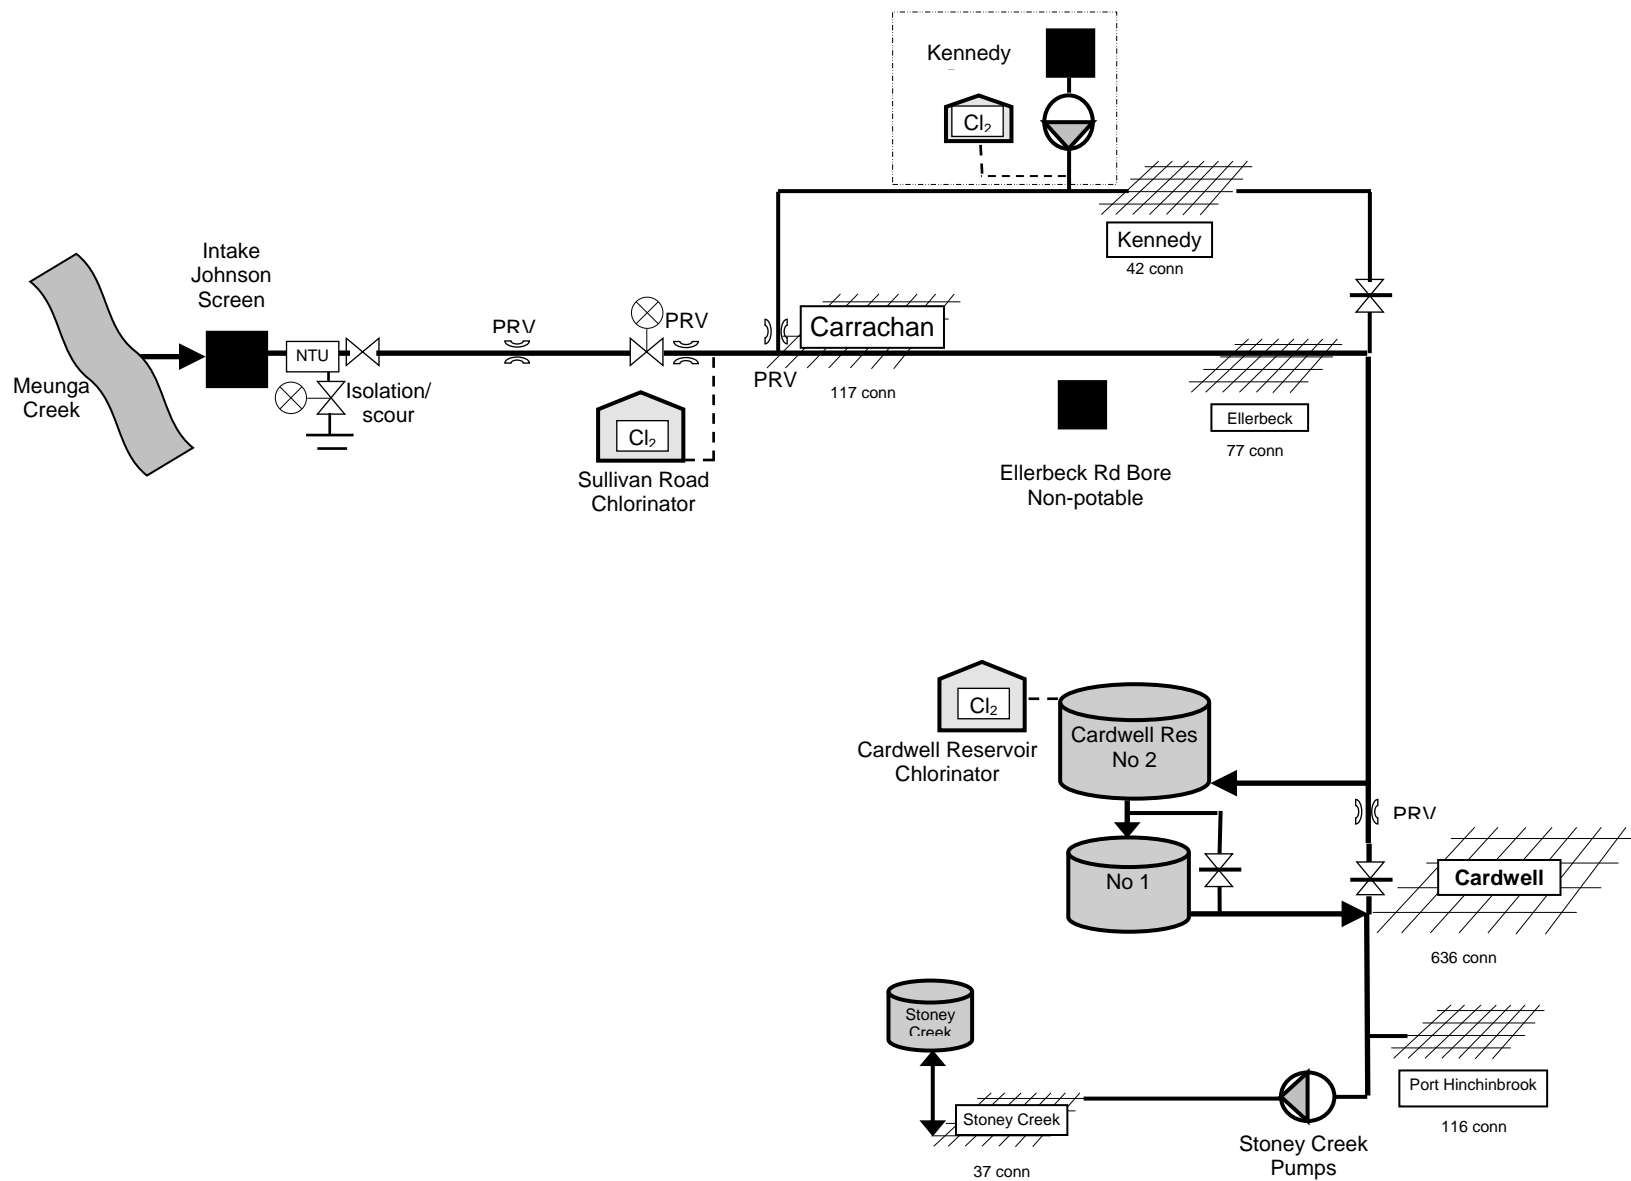 Kennedy
Cl2
Kennedy
42 conn
Intake
Johnson
Screen
NTU
Isolation/
scour
Meunga
Creek
PRV
PRV
PRV
Carrachan
117 conn
Cl2
Sullivan Road
Chlorinator
Ellerbeck
77 conn
Ellerbeck Rd Bore
Non-potable
Cl2
Cardwell Reservoir
Chlorinator
Cardwell Res
No 2
No 1
PRV
Cardwell
636 conn
Stoney
Creek
Stoney Creek
37 conn
Stoney Creek
Pumps
Port Hinchinbrook
116 conn